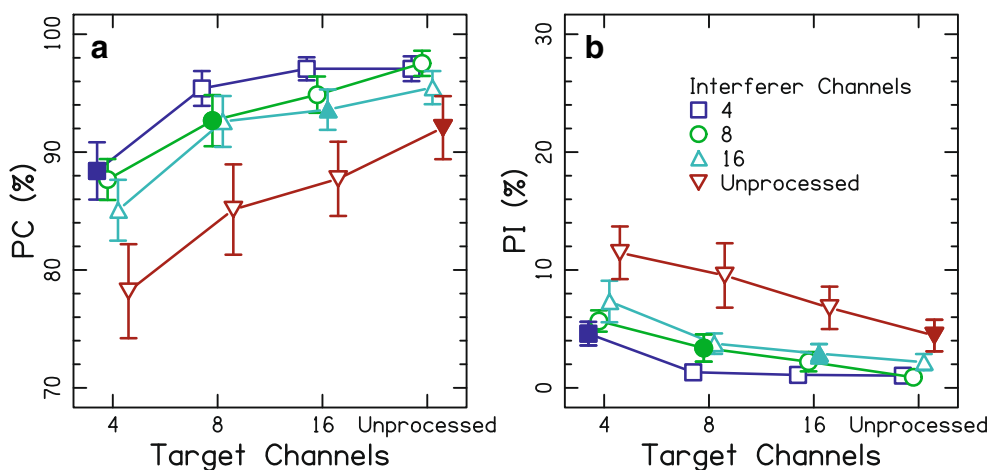 a
100
90
80
70
PC (%)
4 8 16 Unprocessed
Target Channels
b
30
20
10
0
PI (%)
Interferer Channels
4
8
16
Unprocessed
4 8 16 Unprocessed
Target Channels